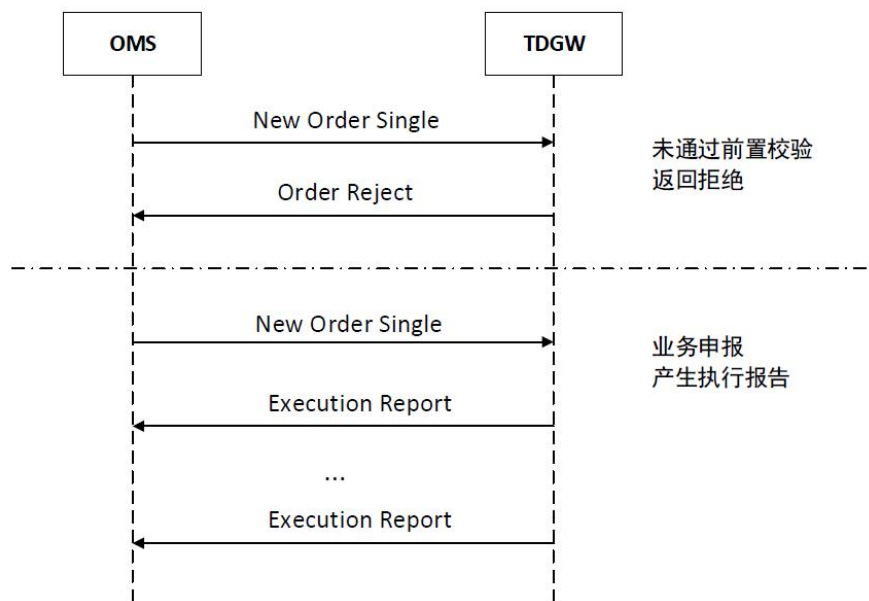 OMS
TDGW
New Order Single
未通过前置校验
返回拒绝
Order Reject
New Order Single
业务申报
产生执行报告
Execution Report
...
Execution Report